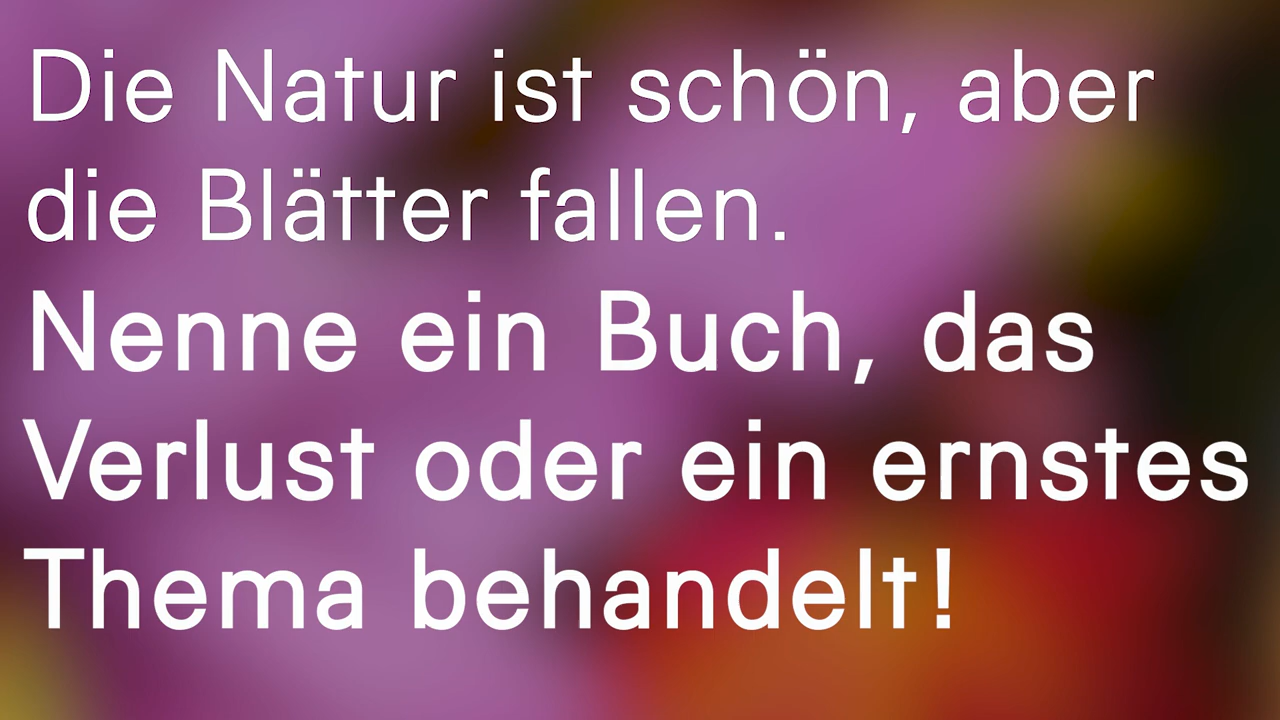 Die Natur ist schön, aber
die Blätter fallen.
Nenne ein Buch, das
Verlust oder ein ernstes
Thema behandelt!